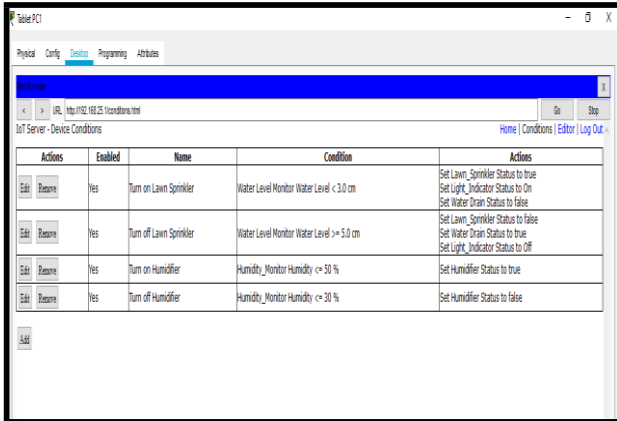 Tablet PC1
Physical Config Desktop Programming Attributes
Web Browser X
< > URL http://192.168.25.1/conditions.html Go Stop
IoT Server - Device Conditions Home | Conditions | Editor | Log Out
Actions Enabled Name Condition Actions
Edit Remove Yes Turn on Lawn Sprinkler Water Level Monitor Water Level < 3.0 cm Set Lawn_Sprinkler Status to true
Set Light_Indicator Status to On
Set Water Drain Status to false
Edit Remove Yes Turn off Lawn Sprinkler Water Level Monitor Water Level >= 5.0 cm Set Lawn_Sprinkler Status to false
Set Water Drain Status to true
Set Light_Indicator Status to Off
Edit Remove Yes Turn on Humidifier Humidity_Monitor Humidity <= 50 % Set Humidifier Status to true
Edit Remove Yes Turn off Humidifier Humidity_Monitor Humidity <= 30 % Set Humidifier Status to false
Add